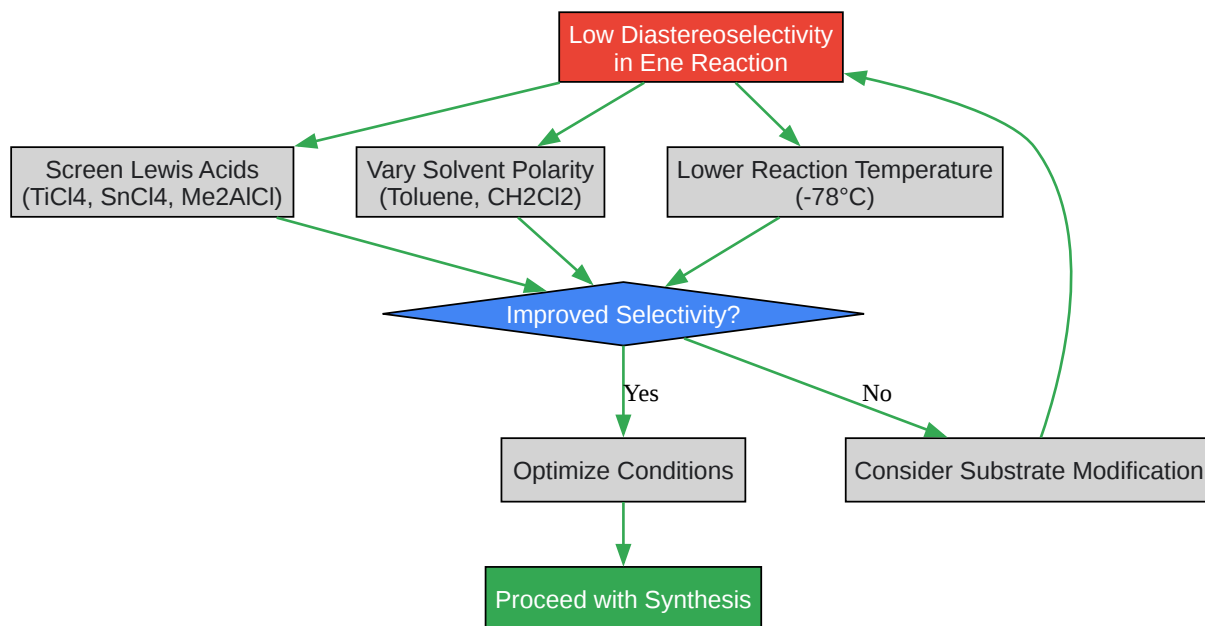 Low Diastereoselectivity
in Ene Reaction
Screen Lewis Acids
(TiCl4, SnCl4, Me2AlCl)
Vary Solvent Polarity
(Toluene, CH2Cl2)
Lower Reaction Temperature
(-78°C)
Improved Selectivity?
Yes
No
Optimize Conditions
Consider Substrate Modification
Proceed with Synthesis